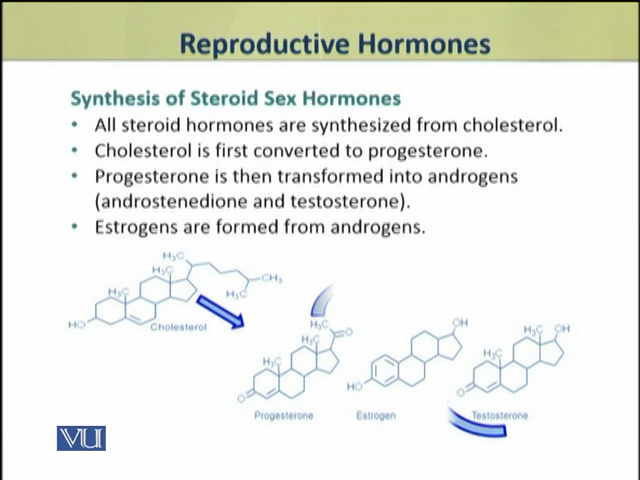 Reproductive Hormones
Synthesis of Steroid Sex Hormones
• All steroid hormones are synthesized from cholesterol.
• Cholesterol is first converted to progesterone.
• Progesterone is then transformed into androgens
(androstenedione and testosterone).
• Estrogens are formed from androgens.
H₃C
H₃C
CH₃
H₃C
H₃C
HO
Cholesterol
H₃C
O
H₃C
H₃C
O
Progesterone
OH
HO
Estrogen
H₃C OH
H₃C
O
Testosterone
VU